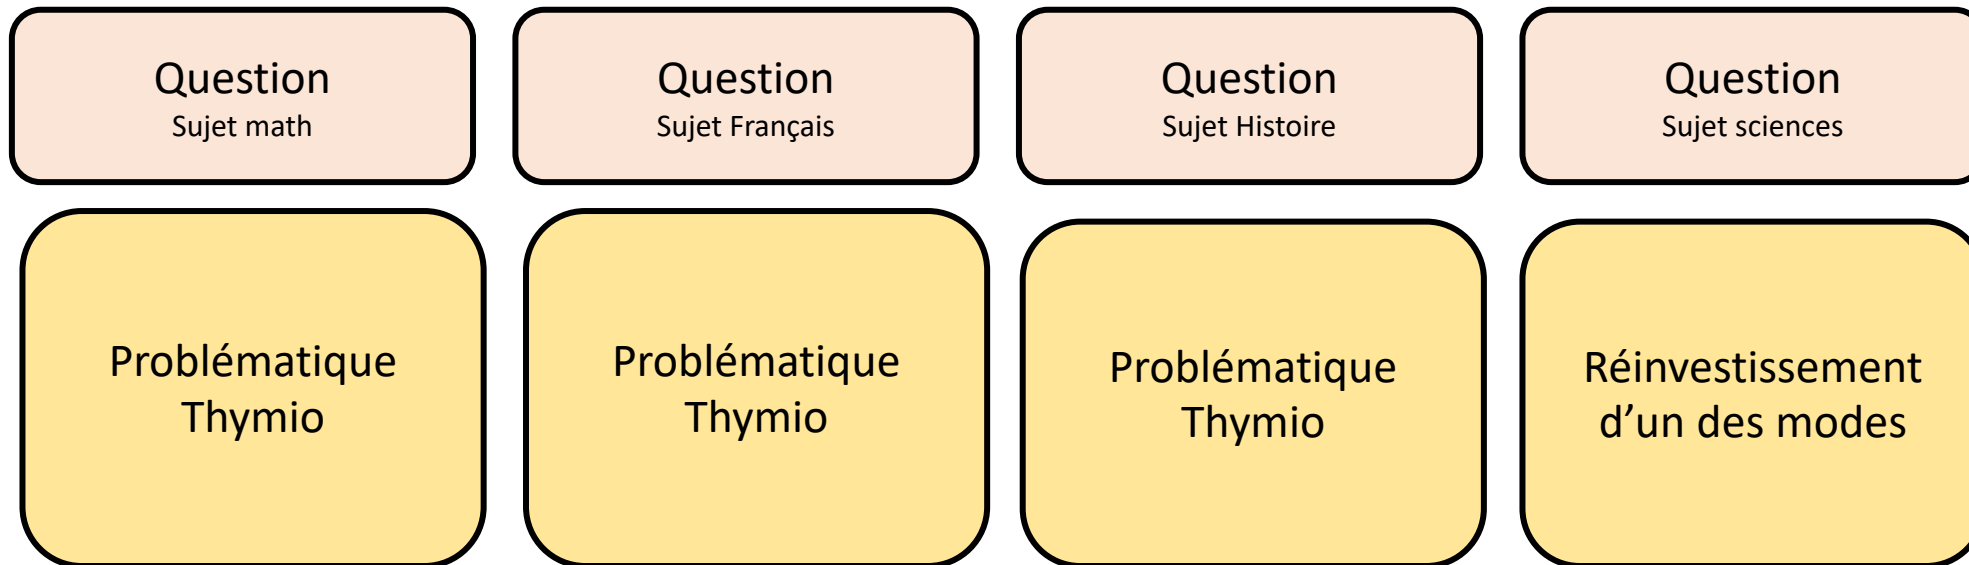 Question
Sujet math
Question
Sujet Français
Question
Sujet Histoire
Question
Sujet sciences
Problématique
Thymio
Problématique
Thymio
Problématique
Thymio
Réinvestissement
d’un des modes